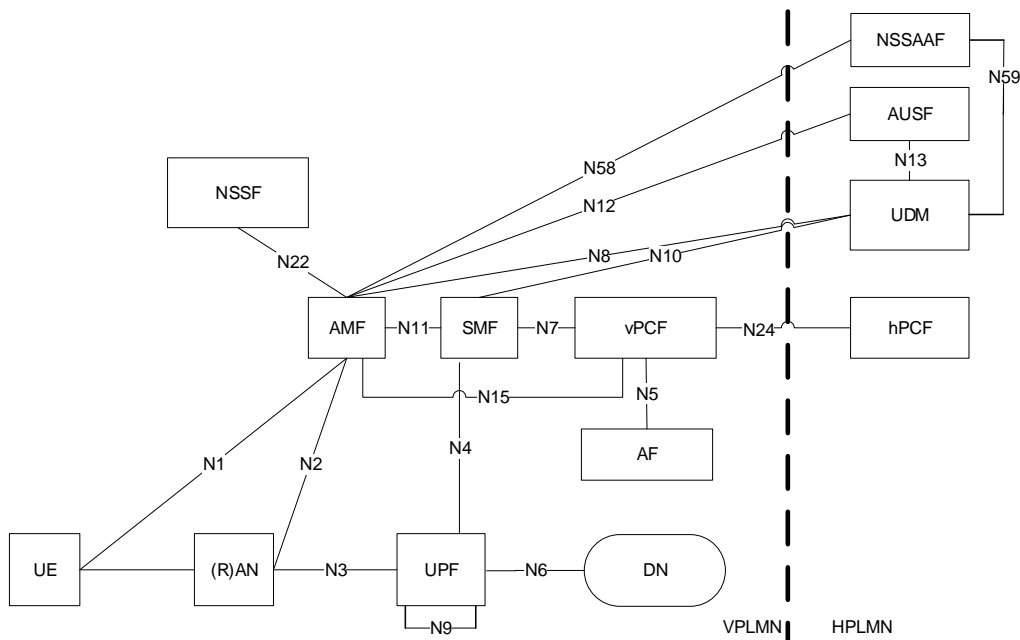 NSSAAF
N59
AUSF
N58
N13
NSSF
N12
UDM
N22
N8
N10
AMF
N11
SMF
N7
vPCF
N24
hPCF
N15
N5
N4
AF
N1
N2
UE
(R)AN
N3
UPF
N6
DN
N9
VPLMN
HPLMN